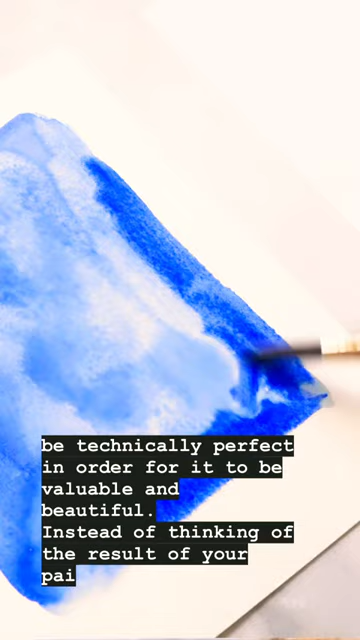 be technically perfect
in order for it to be
valuable and
beautiful.
Instead of thinking of
the result of your
pai